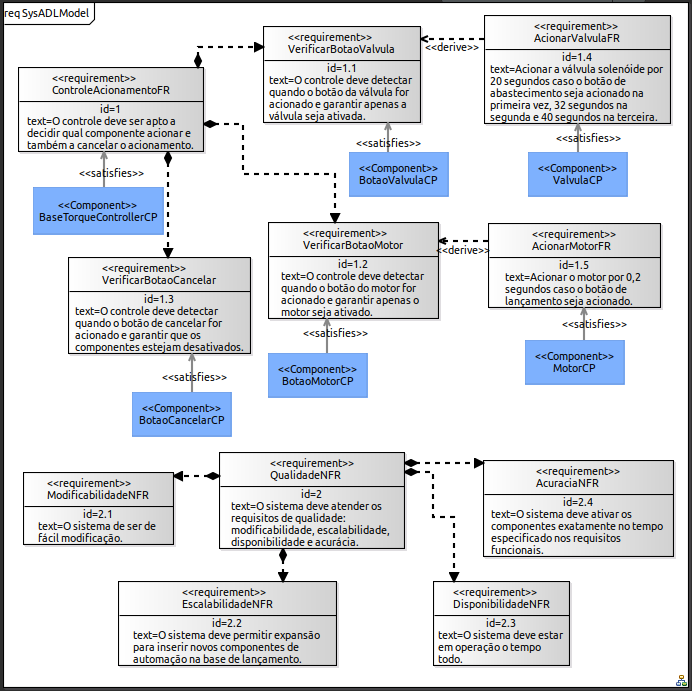 req SysADLModel
<<requirement>>
ControleAcionamentoFR
id=1
text=O controle deve ser apto a
decidir qual componente acionar e
também a cancelar o acionamento.
<<requirement>>
VerificarBotaoValvula
id=1.1
text=O controle deve detectar
quando o botão da válvula for
acionado e garantir apenas a
válvula seja ativada.
<<derive>>
<<requirement>>
AcionarValvulaFR
id=1.4
text=Acionar a válvula solenóide por
20 segundos caso o botão de
abastecimento seja acionado na
primeira vez, 32 segundos na
segunda e 40 segundos na terceira.
<<satisfies>>
<<Component>>
BaseTorqueControllerCP
<<satisfies>>
<<Component>>
BotaoValvulaCP
<<satisfies>>
<<Component>>
ValvulaCP
<<requirement>>
VerificarBotaoCancelar
id=1.3
text=O controle deve detectar
quando o botão de cancelar for
acionado e garantir que os
componentes estejam desativados.
<<requirement>>
VerificarBotaoMotor
id=1.2
text=O controle deve detectar
quando o botão do motor for
acionado e garantir apenas o
motor seja ativado.
<<derive>>
<<requirement>>
AcionarMotorFR
id=1.5
text=Acionar o motor por 0,2
segundos caso o botão de
lançamento seja acionado.
<<satisfies>>
<<Component>>
BotaoCancelarCP
<<satisfies>>
<<Component>>
BotaoMotorCP
<<satisfies>>
<<Component>>
MotorCP
<<requirement>>
ModificabilidadeNFR
id=2.1
text=O sistema de ser de
fácil modificação.
<<requirement>>
QualidadeNFR
id=2
text=O sistema deve atender os
requisitos de qualidade:
modificabilidade, escalabilidade,
disponibilidade e acurácia.
<<requirement>>
AcuraciaNFR
id=2.4
text=O sistema deve ativar os
componentes exatamente no tempo
especificado nos requisitos
funcionais.
<<requirement>>
EscalabilidadeNFR
id=2.2
text=O sistema deve permitir expansão
para inserir novos componentes de
automação na base de lançamento.
<<requirement>>
DisponibilidadeNFR
id=2.3
text=O sistema deve estar
em operação o tempo
todo.